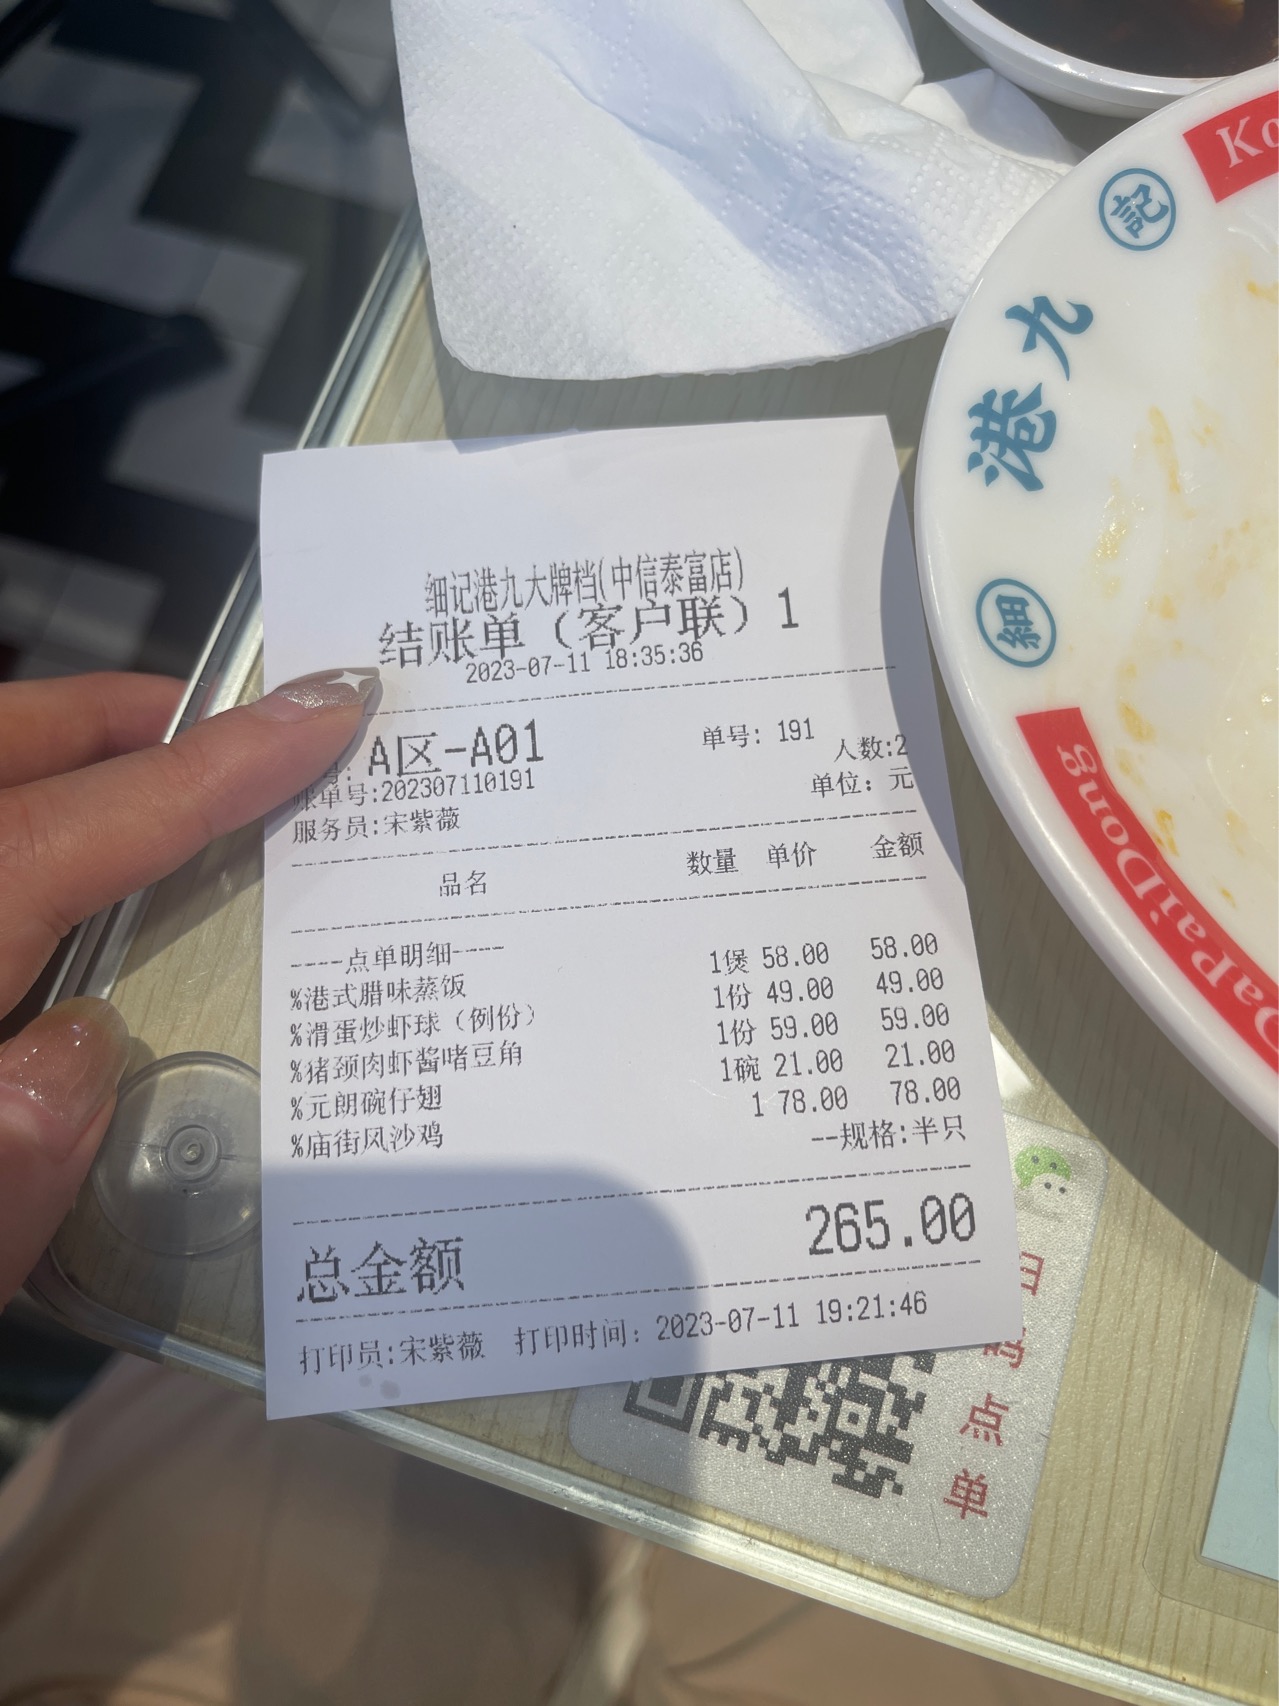 细记港九大牌档(中信泰富店)
结账单（客户联）1
2023-07-11 18:35:36
号: A区-A01 单号: 191 人数:2
账单号:202307110191 单位: 元
服务员:宋紫薇
品名 数量 单价 金额
----点单明细----
%港式腊味蒸饭 1煲 58.00 58.00
%滑蛋炒虾球（例份） 1份 49.00 49.00
%猪颈肉虾酱啫豆角 1份 59.00 59.00
%元朗碗仔翅 1碗 21.00 21.00
%庙街风沙鸡 1 78.00 78.00
--规格:半只
总金额 265.00
打印员:宋紫薇 打印时间: 2023-07-11 19:21:46
Ko
記
九
港
細
DaPaiDong
扫
码
点
单